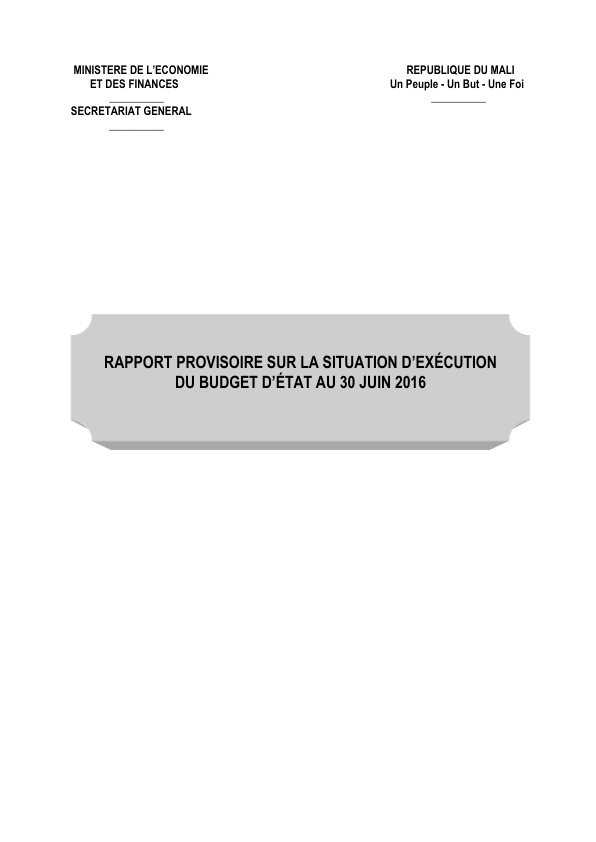 MINISTERE DE L'ECONOMIE
ET DES FINANCES
SECRETARIAT GENERAL
REPUBLIQUE DU MALI
Un Peuple - Un But - Une Foi
RAPPORT PROVISOIRE SUR LA SITUATION D'EXÉCUTION
DU BUDGET D'ÉTAT AU 30 JUIN 2016